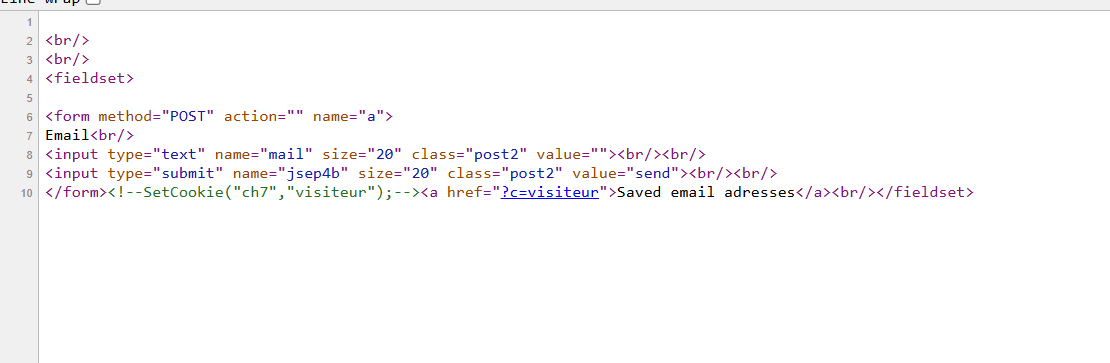 Line wrap
1
2 <br/>
3 <br/>
4 <fieldset>
5
6 <form method="POST" action="" name="a">
7 Email<br/>
8 <input type="text" name="mail" size="20" class="post2" value=""><br/><br/>
9 <input type="submit" name="jsep4b" size="20" class="post2" value="send"><br/><br/>
10 </form><!--SetCookie("ch7","visiteur");--><a href="?c=visiteur">Saved email adresses</a><br/></fieldset>